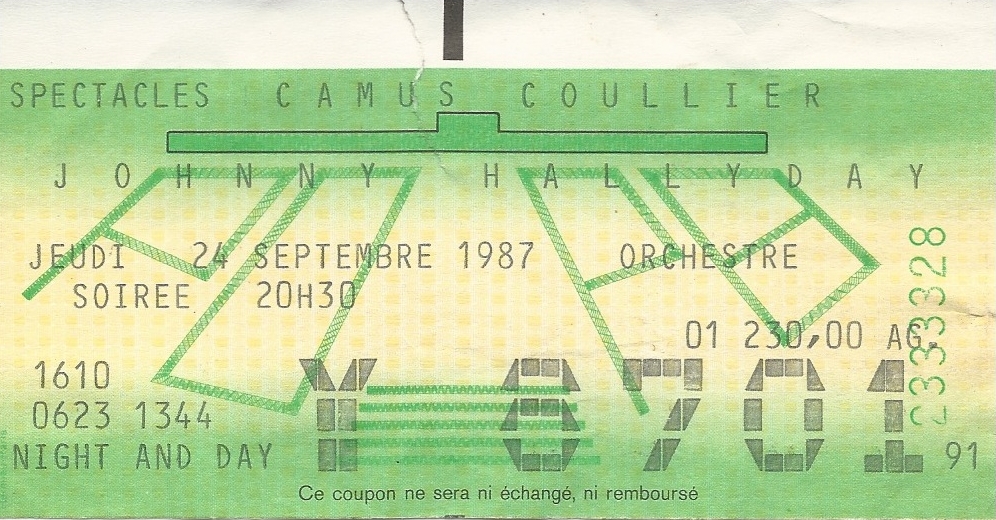 SPECTACLES CAMUS COULLIER
JOHNNY HALLYDAY
JEUDI 24 SEPTEMBRE 1987 ORCHESTRE
SOIREE 20H30
01 230,00 AG.
1610
0623 1344
NIGHT AND DAY
Y 0701
91
2333328
Ce coupon ne sera ni échangé, ni remboursé